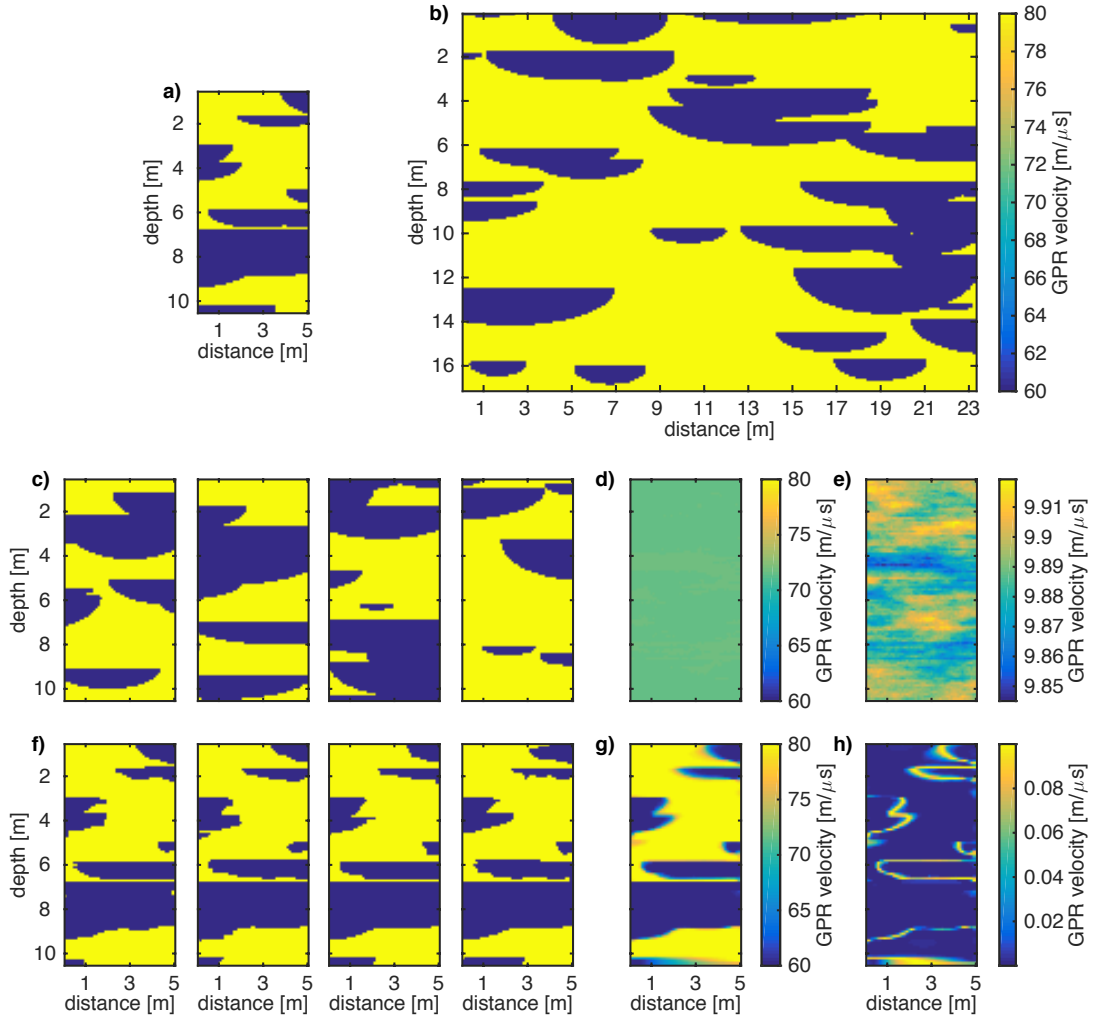 a)
2
4
6
8
10
depth [m]
1 3 5
distance [m]
b)
2
4
6
8
10
12
14
16
depth [m]
1 3 5 7 9 11 13 15 17 19 21 23
distance [m]
80
78
76
74
72
70
68
66
64
62
60
GPR velocity [m/μs]
c)
2
4
6
8
10
depth [m]
d)
80
75
70
65
60
GPR velocity [m/μs]
e)
9.91
9.9
9.89
9.88
9.87
9.86
9.85
GPR velocity [m/μs]
f)
2
4
6
8
10
depth [m]
1 3 5
distance [m]
1 3 5
distance [m]
1 3 5
distance [m]
1 3 5
distance [m]
g)
1 3 5
distance [m]
80
75
70
65
60
GPR velocity [m/μs]
h)
1 3 5
distance [m]
0.08
0.06
0.04
0.02
GPR velocity [m/μs]